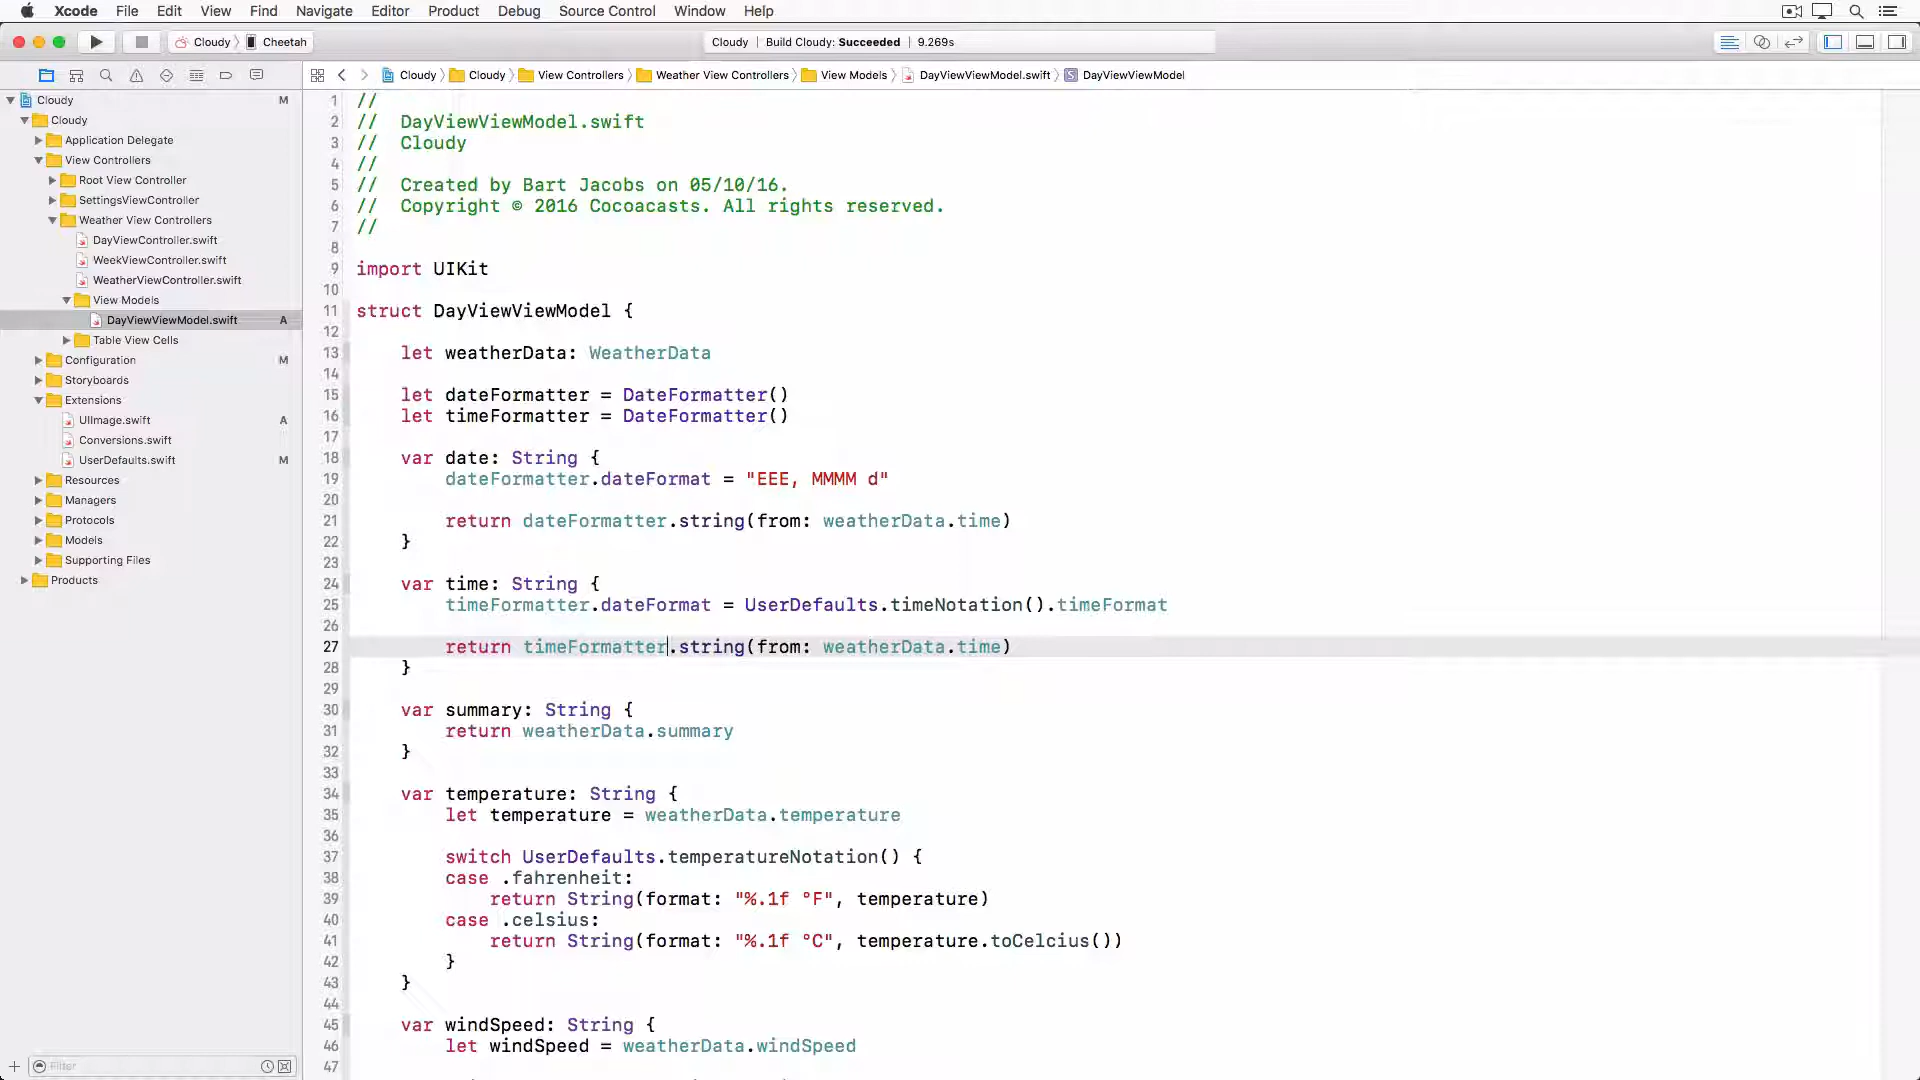 Xcode File Edit View Find Navigate Editor Product Debug Source Control Window Help
Cloudy Cheetah Cloudy Build Cloudy: Succeeded 9.269s
Cloudy Cloudy View Controllers Weather View Controllers View Models DayViewViewModel.swift S DayViewViewModel
Cloudy M
Cloudy
Application Delegate
View Controllers
Root View Controller
SettingsViewController
Weather View Controllers
DayViewController.swift
WeekViewController.swift
WeatherViewController.swift
View Models
DayViewViewModel.swift A
Table View Cells
Configuration M
Storyboards
Extensions
UIImage.swift A
Conversions.swift
UserDefaults.swift M
Resources
Managers
Protocols
Models
Supporting Files
Products
Filter
1 //
2 // DayViewViewModel.swift
3 // Cloudy
4 //
5 // Created by Bart Jacobs on 05/10/16.
6 // Copyright © 2016 Cocoacasts. All rights reserved.
7 //
8
9 import UIKit
10
11 struct DayViewViewModel {
12
13 let weatherData: WeatherData
14
15 let dateFormatter = DateFormatter()
16 let timeFormatter = DateFormatter()
17
18 var date: String {
19 dateFormatter.dateFormat = "EEE, MMMM d"
20
21 return dateFormatter.string(from: weatherData.time)
22 }
23
24 var time: String {
25 timeFormatter.dateFormat = UserDefaults.timeNotation().timeFormat
26
27 return timeFormatter.string(from: weatherData.time)
28 }
29
30 var summary: String {
31 return weatherData.summary
32 }
33
34 var temperature: String {
35 let temperature = weatherData.temperature
36
37 switch UserDefaults.temperatureNotation() {
38 case .fahrenheit:
39 return String(format: "%.1f °F", temperature)
40 case .celsius:
41 return String(format: "%.1f °C", temperature.toCelcius())
42 }
43 }
44
45 var windSpeed: String {
46 let windSpeed = weatherData.windSpeed
47